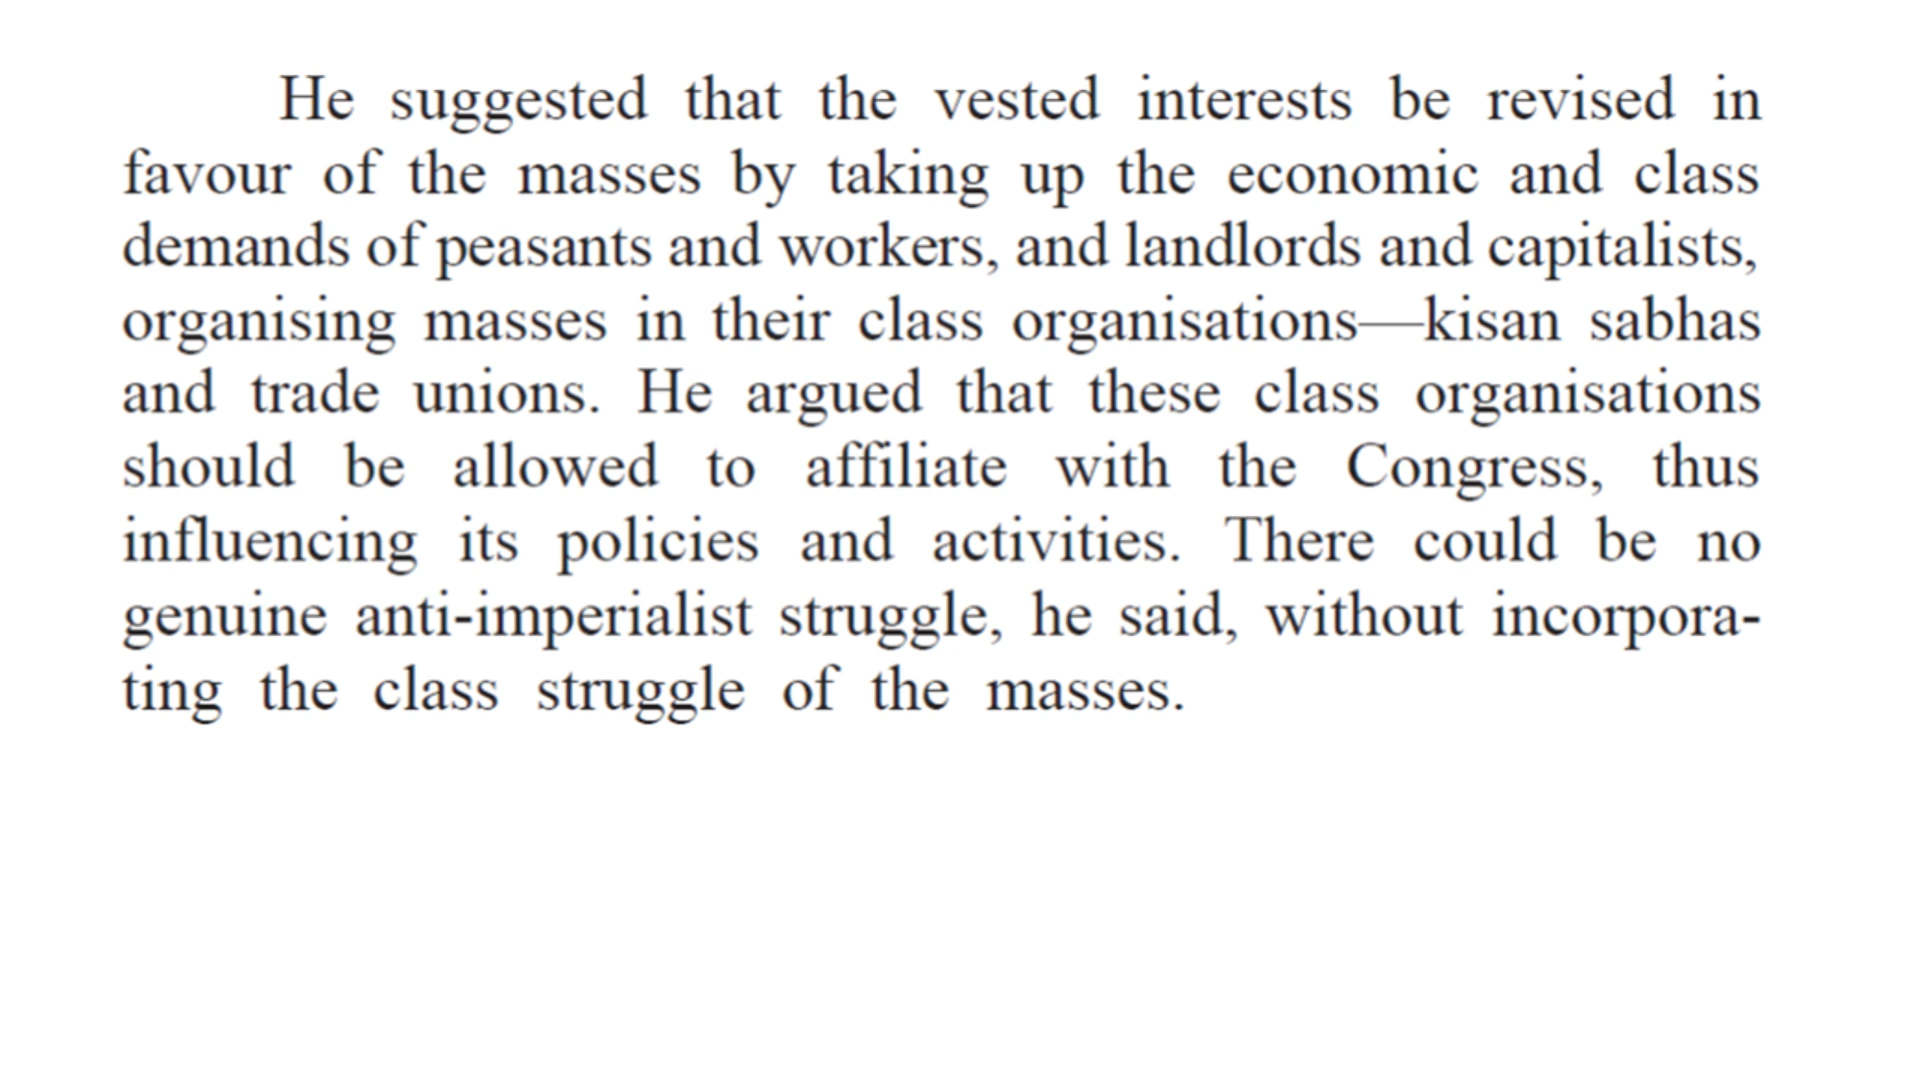 He suggested that the vested interests be revised in
favour of the masses by taking up the economic and class
demands of peasants and workers, and landlords and capitalists,
organising masses in their class organisations—kisan sabhas
and trade unions. He argued that these class organisations
should be allowed to affiliate with the Congress, thus
influencing its policies and activities. There could be no
genuine anti-imperialist struggle, he said, without incorpora-
ting the class struggle of the masses.